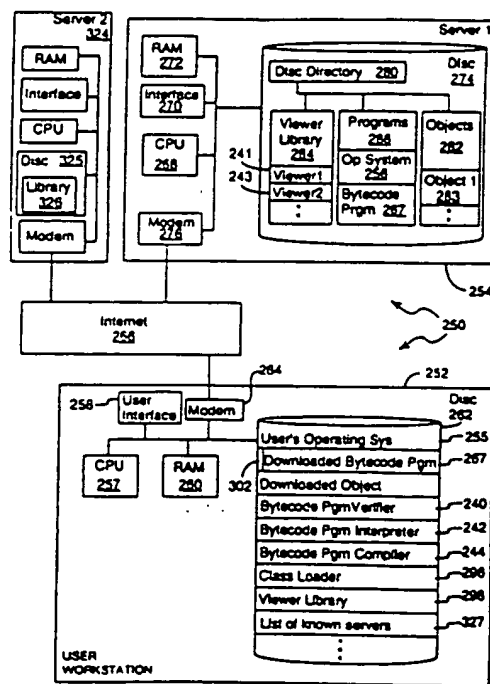 Server 2
324
RAM
Interface
CPU
Disc 325
Library
326
Modem
Server 1
RAM
272
Interface
270
CPU
268
Modem
276
Disc
274
Disc Directory 280
Viewer
Library
284
241
Viewer1
243
Viewer2
Programs
286
Op System
256
Bytecode
Prgm 267
Objects
282
Object 1
283
254
250
Internet
256
252
264
258
User
Interface
Modem
CPU
257
RAM
260
Disc
262
User's Operating Sys
255
Downloaded Bytecode Pgm
267
302
Downloaded Object
Bytecode PgmVerifier
240
Bytecode Pgm Interpreter
242
Bytecode Pgm Compiler
244
Class Loader
296
Viewer Library
298
List of known servers
327
USER
WORKSTATION